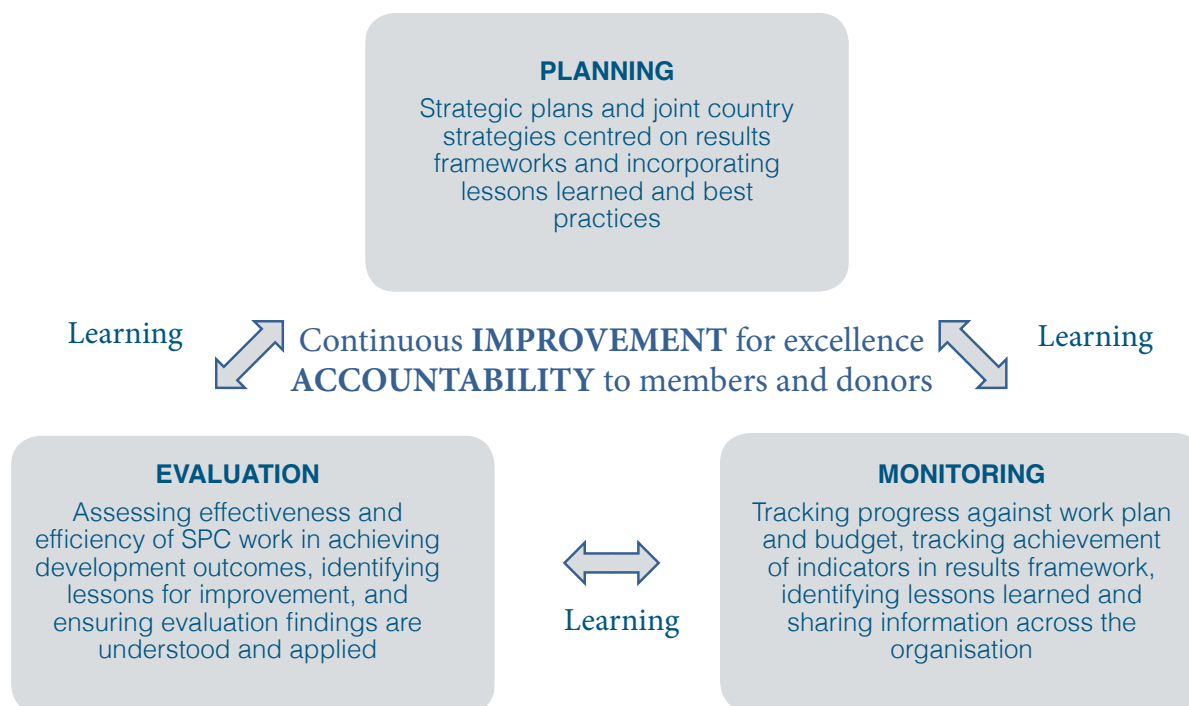 PLANNING
Strategic plans and joint country
strategies centred on results
frameworks and incorporating
lessons learned and best
practices
Learning
Continuous IMPROVEMENT for excellence
ACCOUNTABILITY to members and donors
Learning
EVALUATION
Assessing effectiveness and
efficiency of SPC work in achieving
development outcomes, identifying
lessons for improvement, and
ensuring evaluation findings are
understood and applied
Learning
MONITORING
Tracking progress against work plan
and budget, tracking achievement
of indicators in results framework,
identifying lessons learned and
sharing information across the
organisation